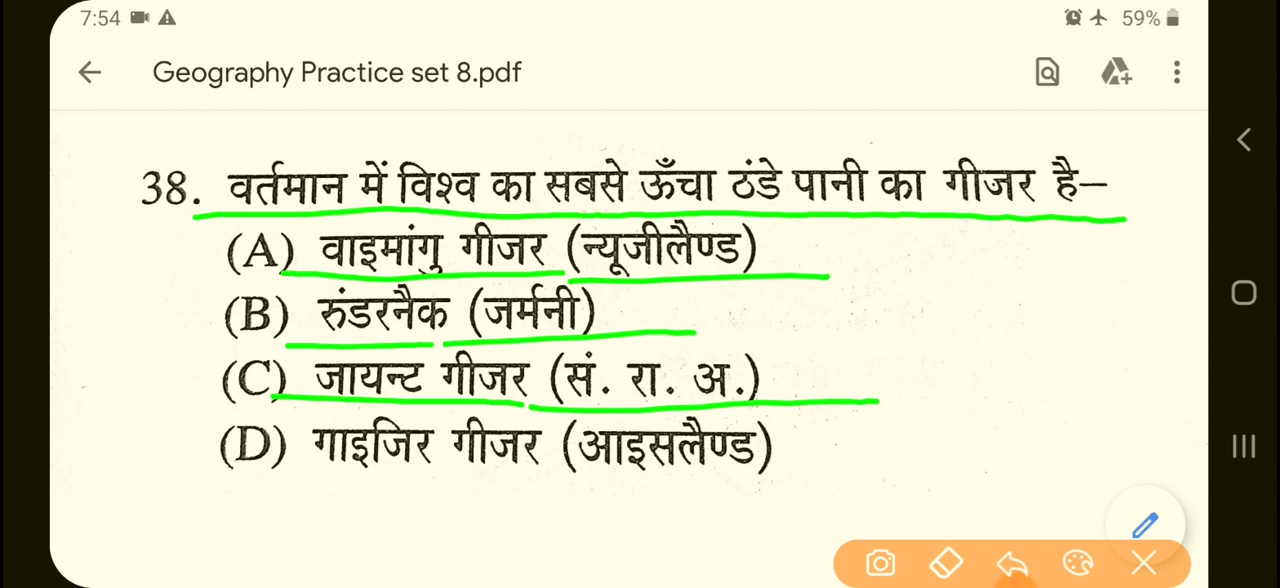 7:54 59%
Geography Practice set 8.pdf
38. वर्तमान में विश्व का सबसे ऊँचा ठंडे पानी का गीजर है–
(A) वाइमांगु गीजर (न्यूजीलैण्ड)
(B) रुंडरनैक (जर्मनी)
(C) जायन्ट गीजर (सं. रा. अ.)
(D) गाइजिर गीजर (आइसलैण्ड)